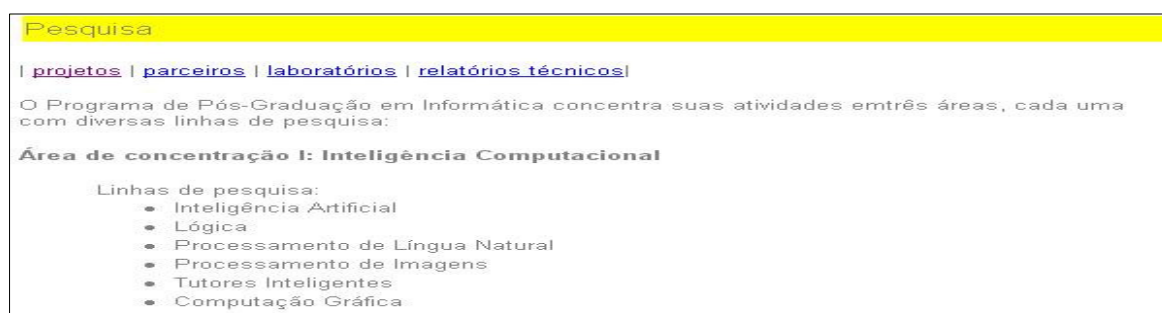 Pesquisa
| projetos | parceiros | laboratórios | relatórios técnicos|
O Programa de Pós-Graduação em Informática concentra suas atividades emtrês áreas, cada uma
com diversas linhas de pesquisa:
Área de concentração I: Inteligência Computacional
Linhas de pesquisa:
• Inteligência Artificial
• Lógica
• Processamento de Língua Natural
• Processamento de Imagens
• Tutores Inteligentes
• Computação Gráfica